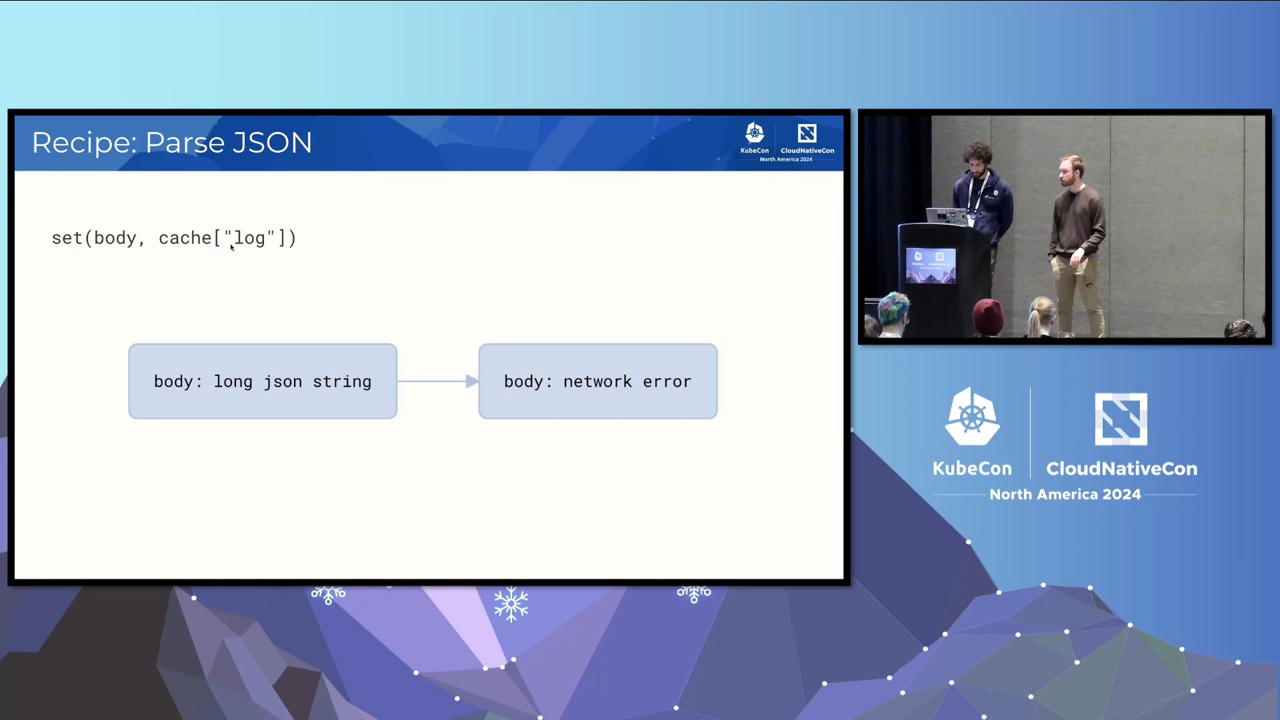 Recipe: Parse JSON
KubeCon
CloudNativeCon
North America 2024
set(body, cache["log"])
body: long json string
body: network error
KubeCon
CloudNativeCon
North America 2024